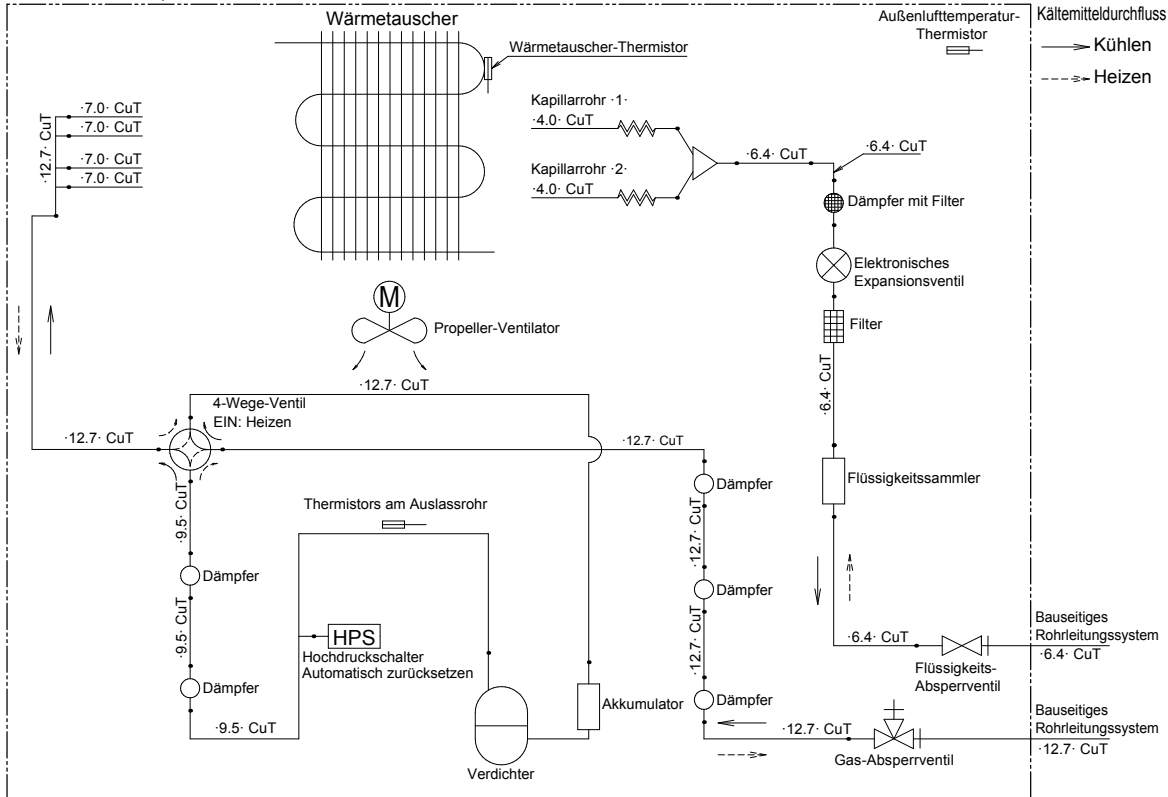 Wärmetauscher
Außenlufttemperatur-
Thermistor
Kältemitteldurchfluss
Kühlen
Heizen
Wärmetauscher-Thermistor
·7.0· CuT
·7.0· CuT
·7.0· CuT
·7.0· CuT
·12.7· CuT
Kapillarrohr ·1·
·4.0· CuT
Kapillarrohr ·2·
·4.0· CuT
·6.4· CuT
·6.4· CuT
Dämpfer mit Filter
Elektronisches
Expansionsventil
Filter
·6.4· CuT
M
Propeller-Ventilator
·12.7· CuT
4-Wege-Ventil
EIN: Heizen
·12.7· CuT
·12.7· CuT
Flüssigkeitssammler
Dämpfer
Thermistors am Auslassrohr
·9.5· CuT
·12.7· CuT
Dämpfer
Dämpfer
·9.5· CuT
HPS
Hochdruckschalter
Automatisch zurücksetzen
·12.7· CuT
·6.4· CuT
Flüssigkeits-
Absperrventil
Bauseitiges
Rohrleitungssystem
·6.4· CuT
Dämpfer
Akkumulator
Dämpfer
·9.5· CuT
Verdichter
·12.7· CuT
Gas-Absperrventil
Bauseitiges
Rohrleitungssystem
·12.7· CuT